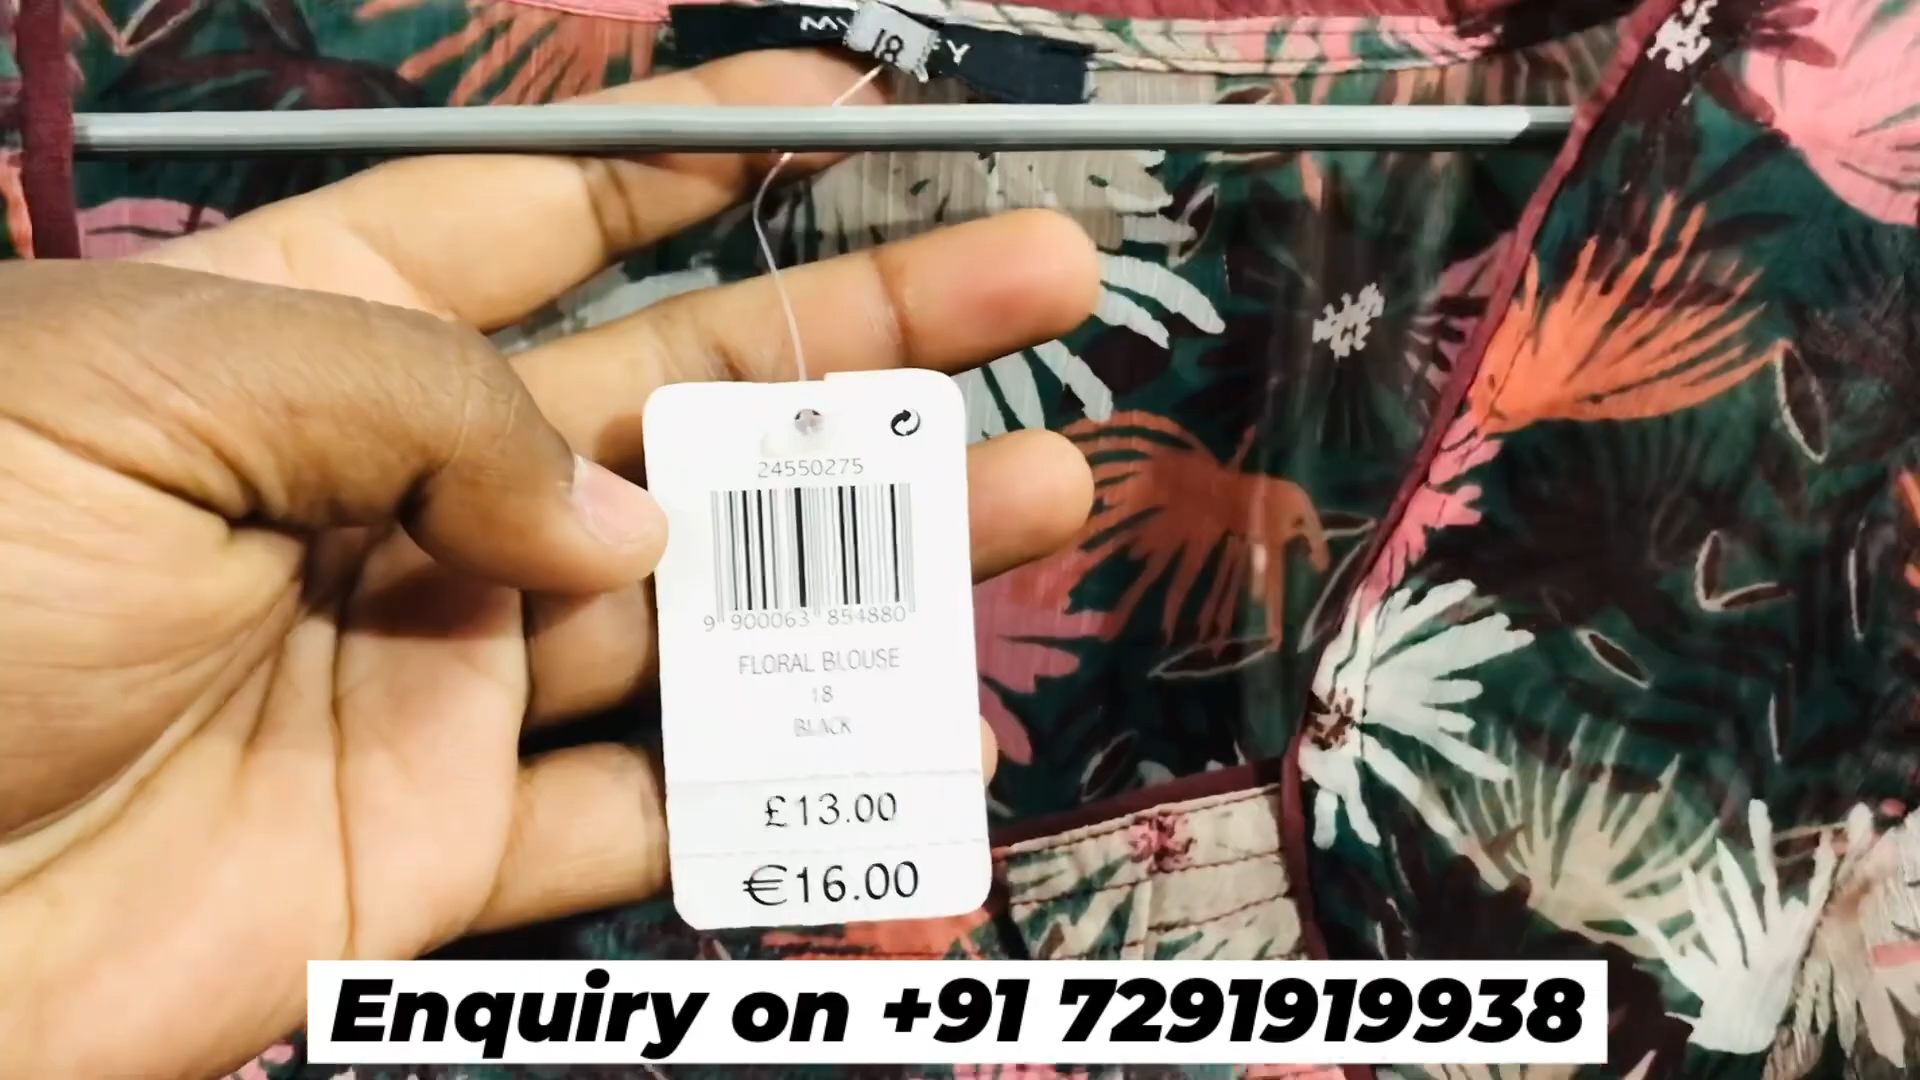 18
24550275
9 900063 854880
FLORAL BLOUSE
18
BLACK
£13.00
€16.00
Enquiry on +91 7291919938